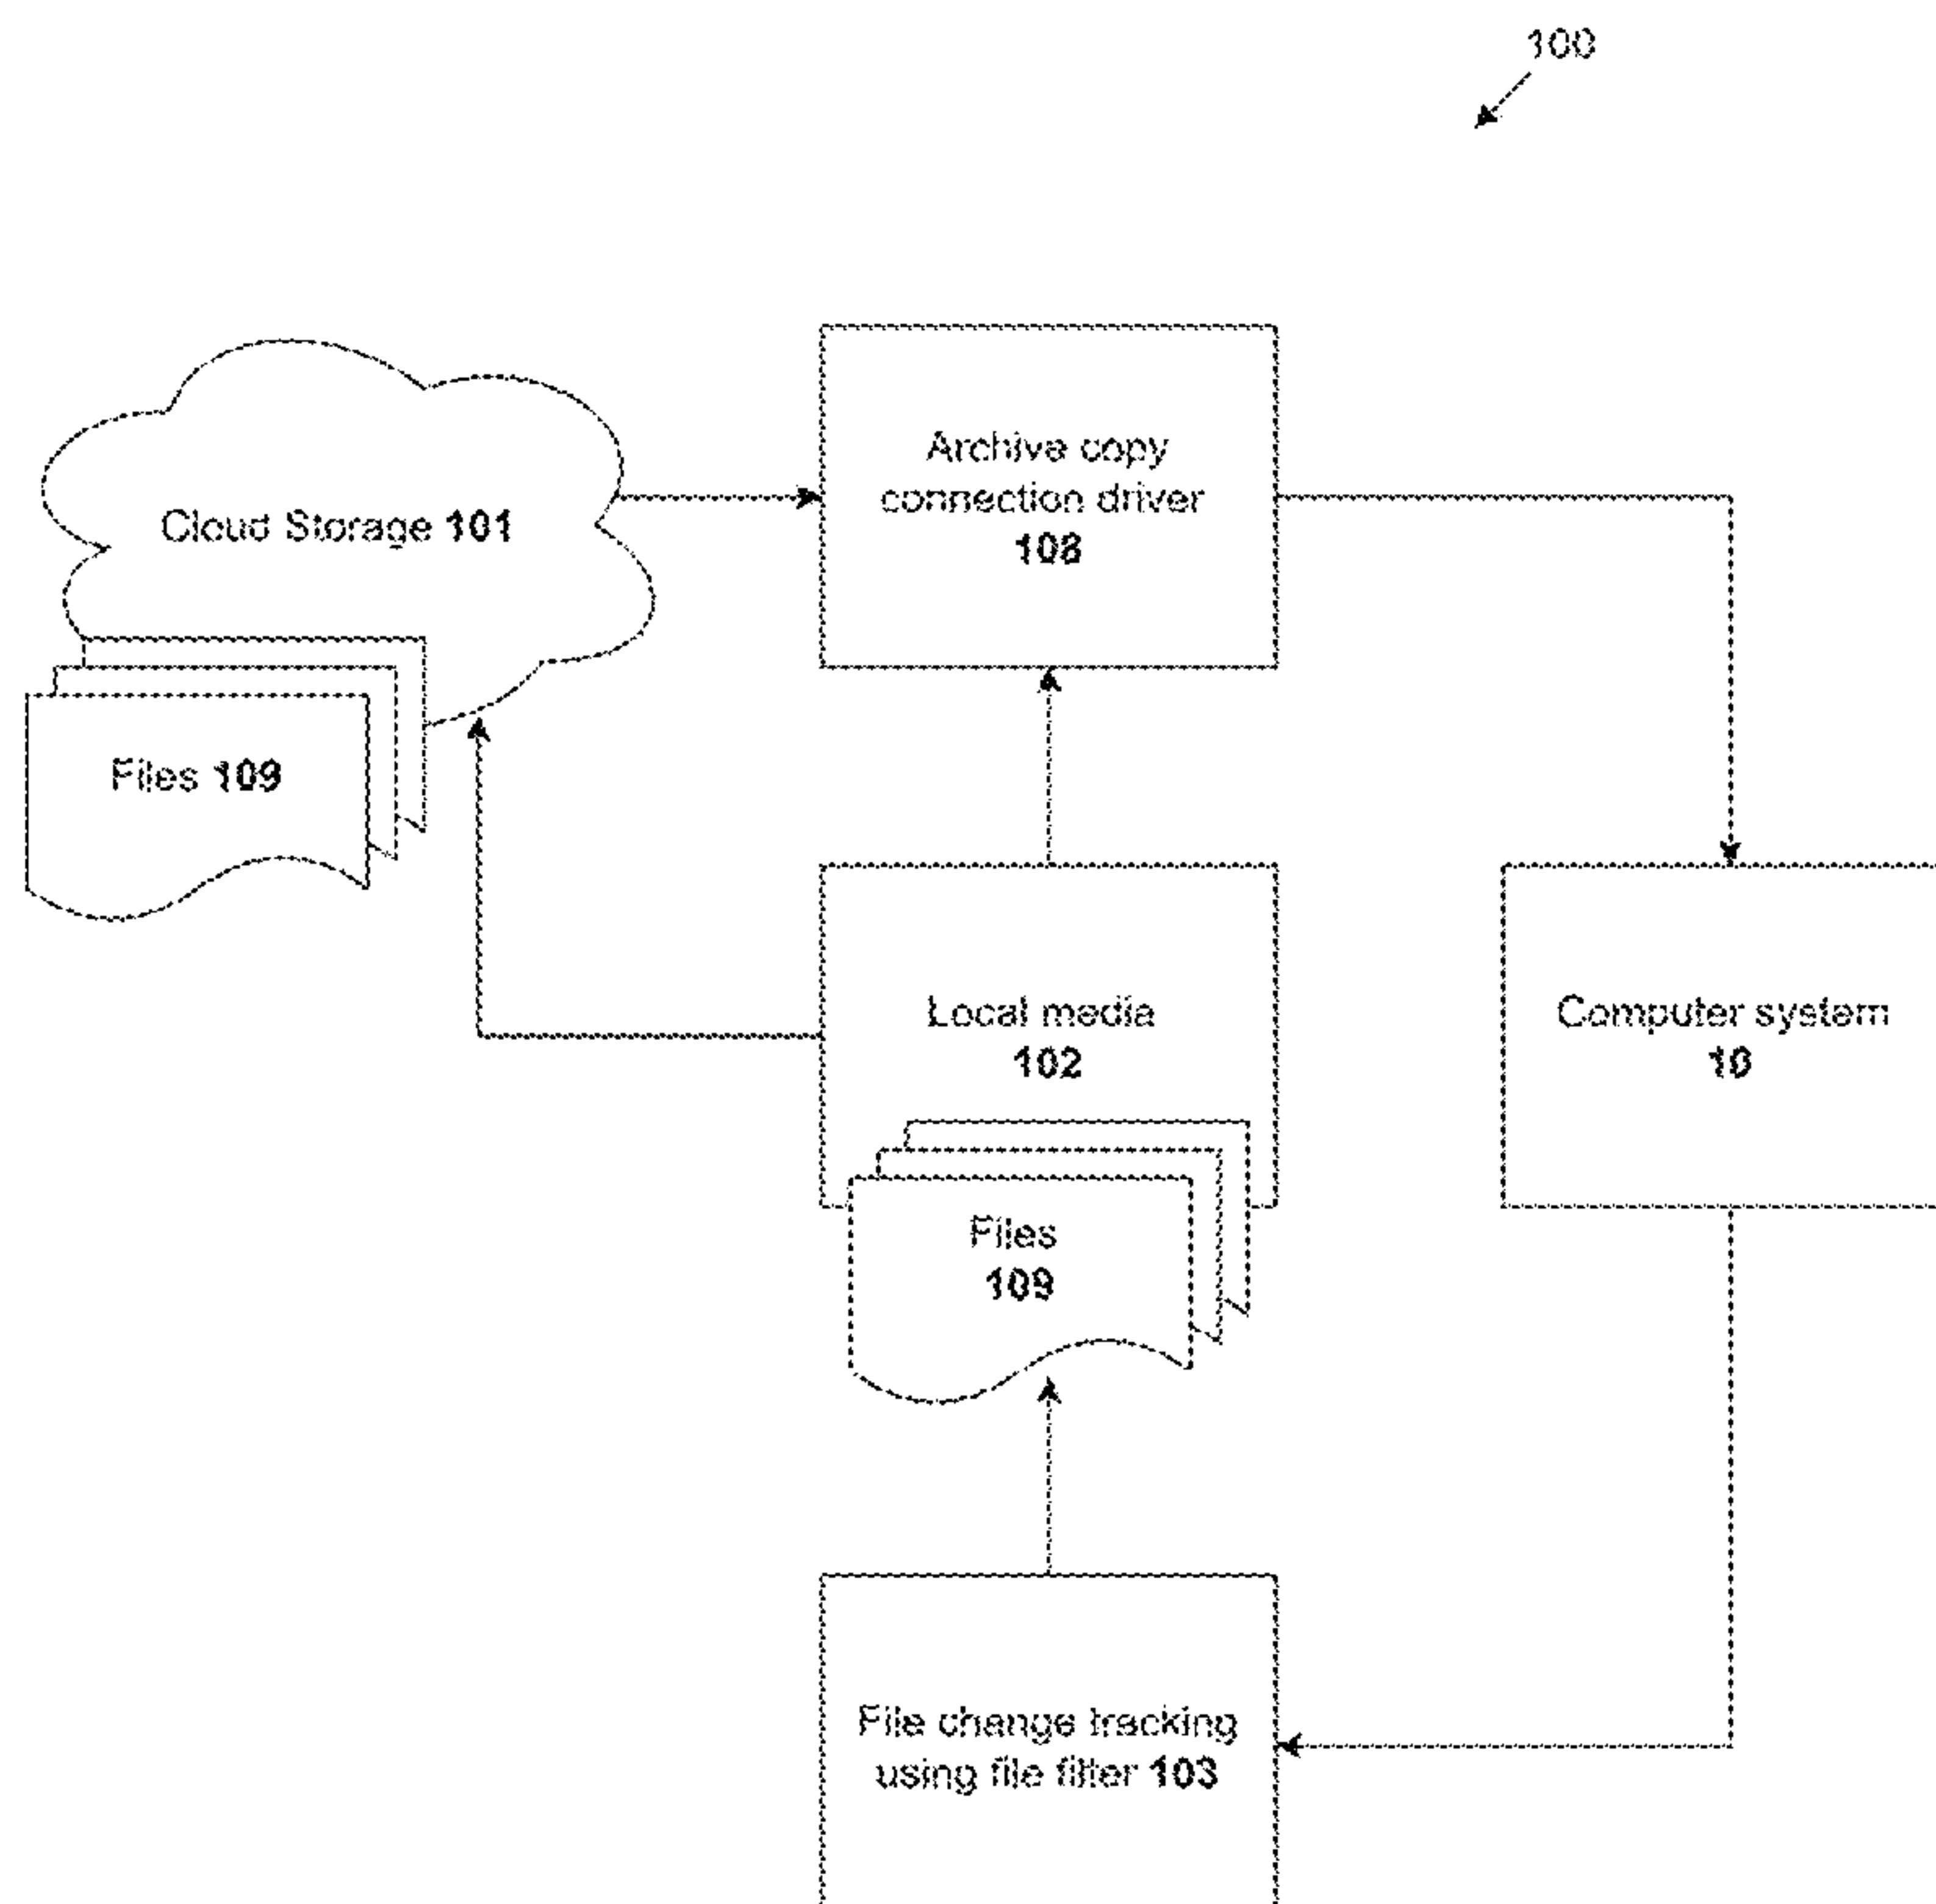 100
Archive copy
connection driver
108
Cloud Storage 101
Files 109
Local media
102
Computer system
10
Files
109
File change tracking
using file filter 103